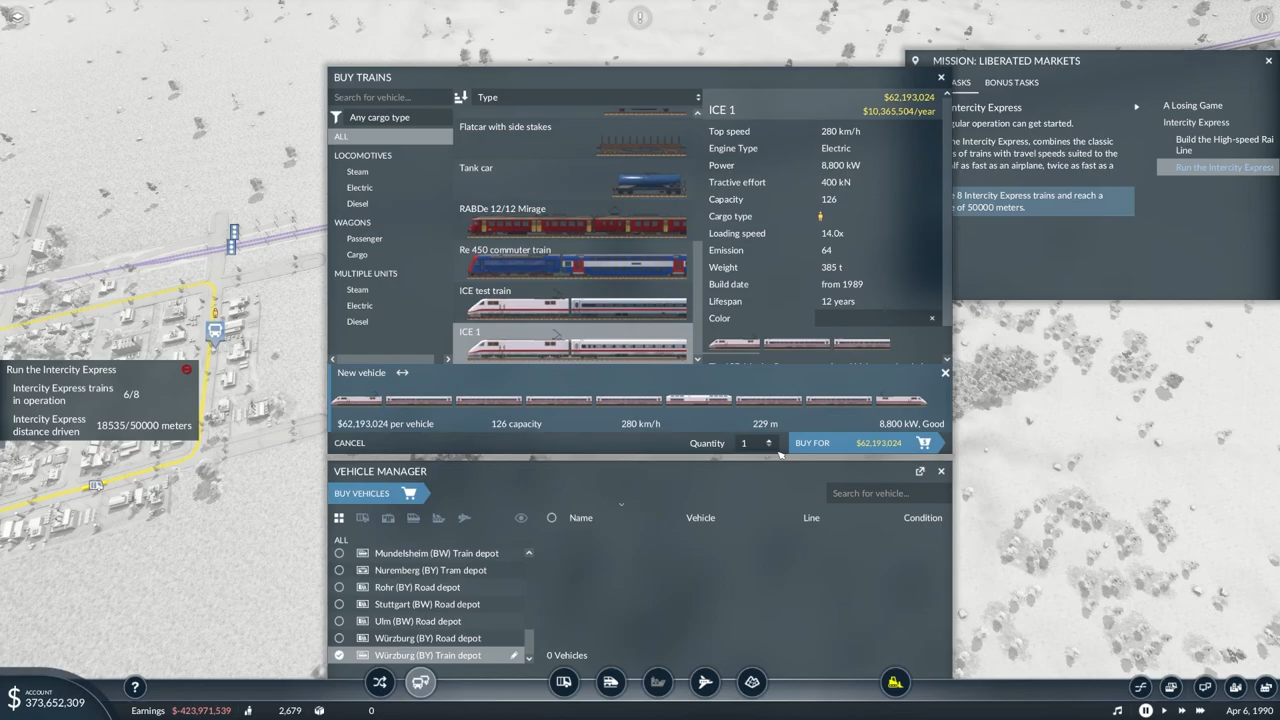 BUY TRAINS
Search for vehicle...
Type
Any cargo type
ALL
LOCOMOTIVES
Steam
Electric
Diesel
WAGONS
Passenger
Cargo
MULTIPLE UNITS
Steam
Electric
Diesel
Flatcar with side stakes
Tank car
RABDe 12/12 Mirage
Re 450 commuter train
ICE test train
ICE 1
ICE 1
$62,193,024
$10,365,504/year
Top speed 280 km/h
Engine Type Electric
Power 8,800 kW
Tractive effort 400 kN
Capacity 126
Cargo type
Loading speed 14.0x
Emission 64
Weight 385 t
Build date from 1989
Lifespan 12 years
Color
MISSION: LIBERATED MARKETS
ASKS BONUS TASKS
ntercity Express
gular operation can get started.
he Intercity Express, combines the classic
s of trains with travel speeds suited to the
alf as fast as an airplane, twice as fast as a
e 8 Intercity Express trains and reach a
e of 50000 meters.
A Losing Game
Intercity Express
Build the High-speed Rai
Line
Run the Intercity Express
Run the Intercity Express
Intercity Express trains
in operation 6/8
Intercity Express
distance driven 18535/50000 meters
New vehicle
$62,193,024 per vehicle 126 capacity 280 km/h 229 m 8,800 kW, Good
CANCEL Quantity 1 BUY FOR $62,193,024
VEHICLE MANAGER
BUY VEHICLES
Search for vehicle...
Name Vehicle Line Condition
ALL
Mundelsheim (BW) Train depot
Nuremberg (BY) Tram depot
Rohr (BY) Road depot
Stuttgart (BW) Road depot
Ulm (BW) Road depot
Würzburg (BY) Road depot
Würzburg (BY) Train depot
0 Vehicles
$ ACCOUNT
373,652,309
?
Earnings $-423,971,539 2,679 0
Apr 6, 1990